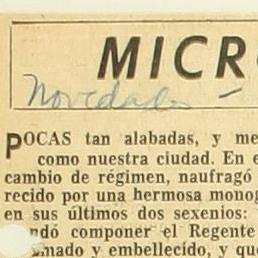 MICR
Novedades -
POCAS tan alabadas, y me
como nuestra ciudad. En e
cambio de régimen, naufragó
recido por una hermosa monog
en sus últimos dos sexenios:
ndó componer el Regente
mado y embellecido, y que